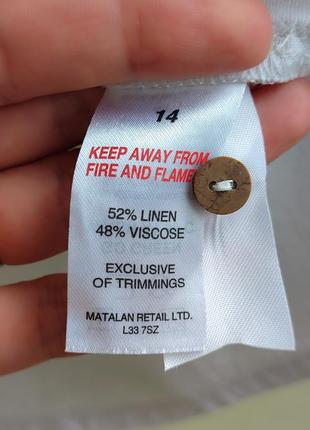 14
KEEP AWAY FROM
FIRE AND FLAME
52% LINEN
48% VISCOSE
EXCLUSIVE
OF TRIMMINGS
MATALAN RETAIL LTD.
L33 7SZ